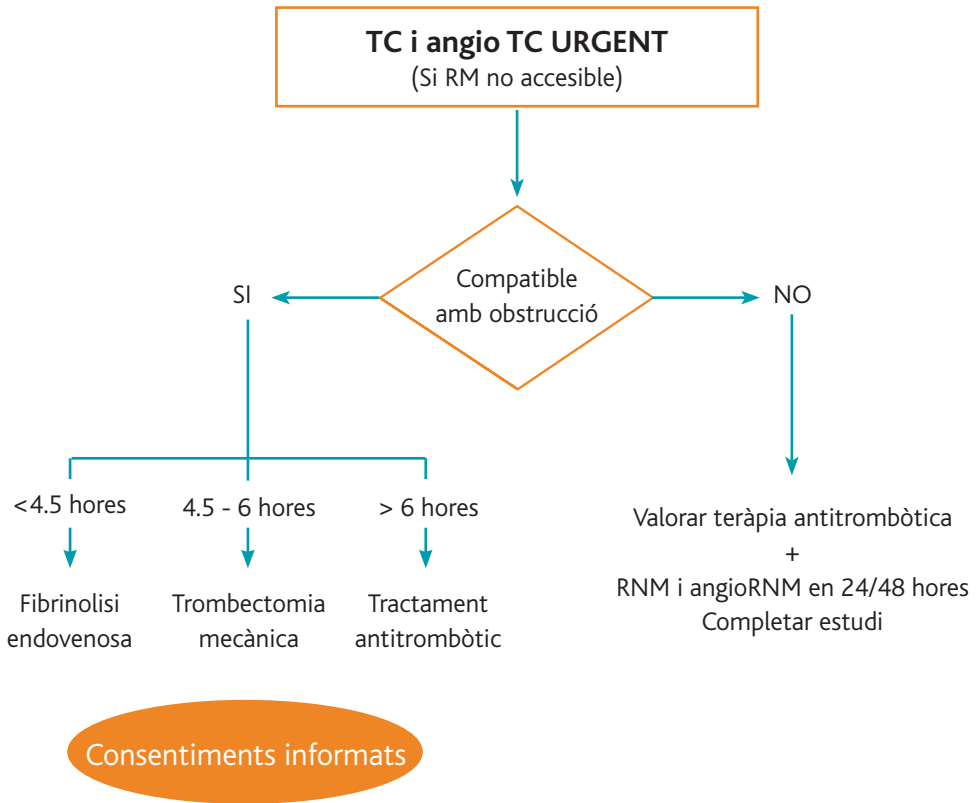 TC i angio TC URGENT
(Si RM no accesible)
Compatible
amb obstrucció
SI
NO
<4.5 hores
4.5 - 6 hores
> 6 hores
Fibrinolisi
endovenosa
Trombectomia
mecànica
Tractament
antitrombòtic
Valorar teràpia antitrombòtica
+
RNM i angioRNM en 24/48 hores
Completar estudi
Consentiments informats